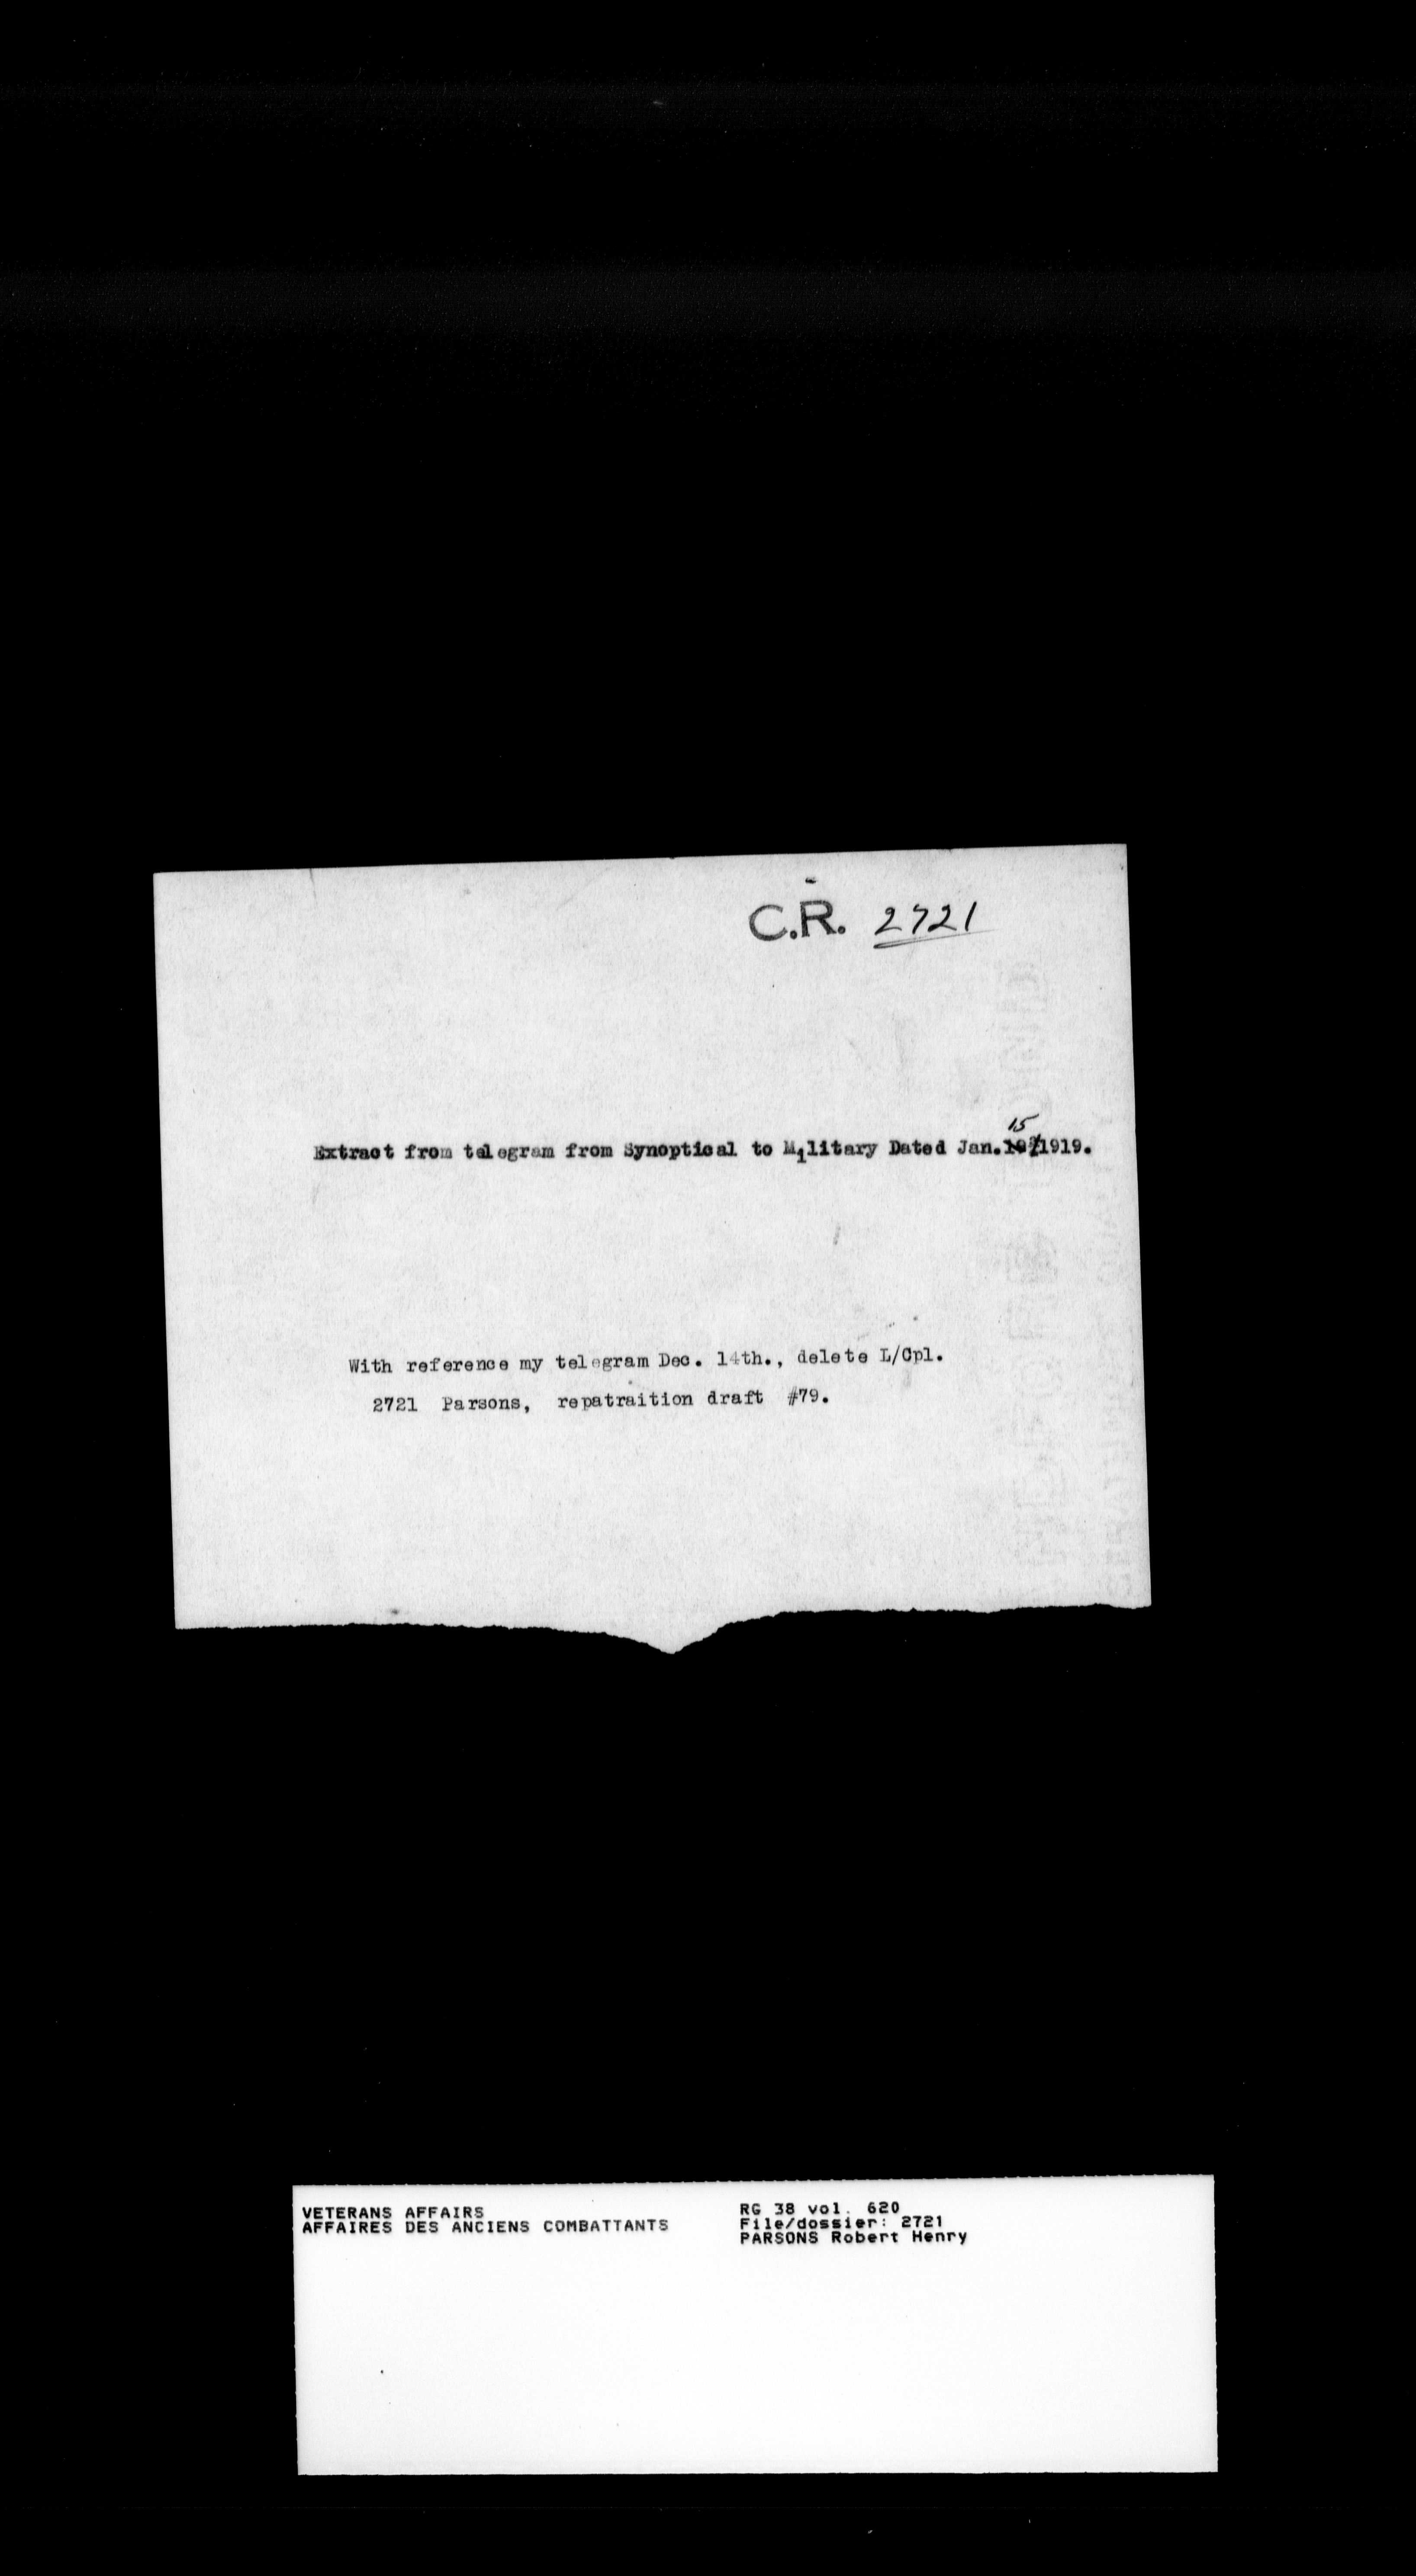 C.R. 2721
15
Extract from telegram from Synoptical to Military Dated Jan. 1919.
With reference my telegram Dec. 14th., delete L/Cpl.
2721 Parsons, repatraition draft #79.
VETERANS AFFAIRS
AFFAIRES DES ANCIENS COMBATTANTS
RG 38 vol. 620
File/dossier: 2721
PARSONS Robert Henry